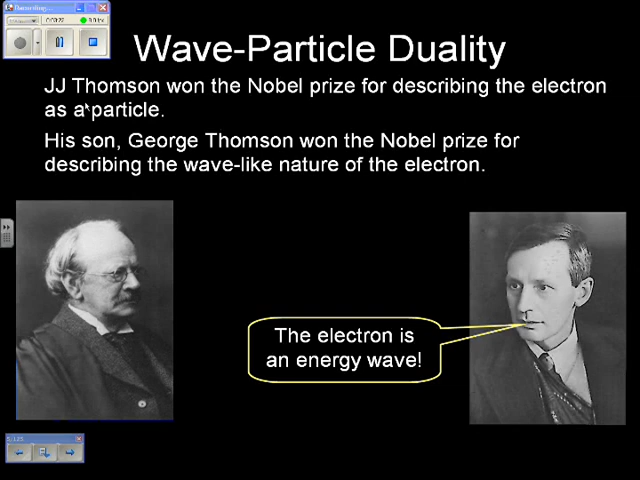 Recording...
Wave-Particle Duality
JJ Thomson won the Nobel prize for describing the electron
as a particle.
His son, George Thomson won the Nobel prize for
describing the wave-like nature of the electron.
The electron is
an energy wave!